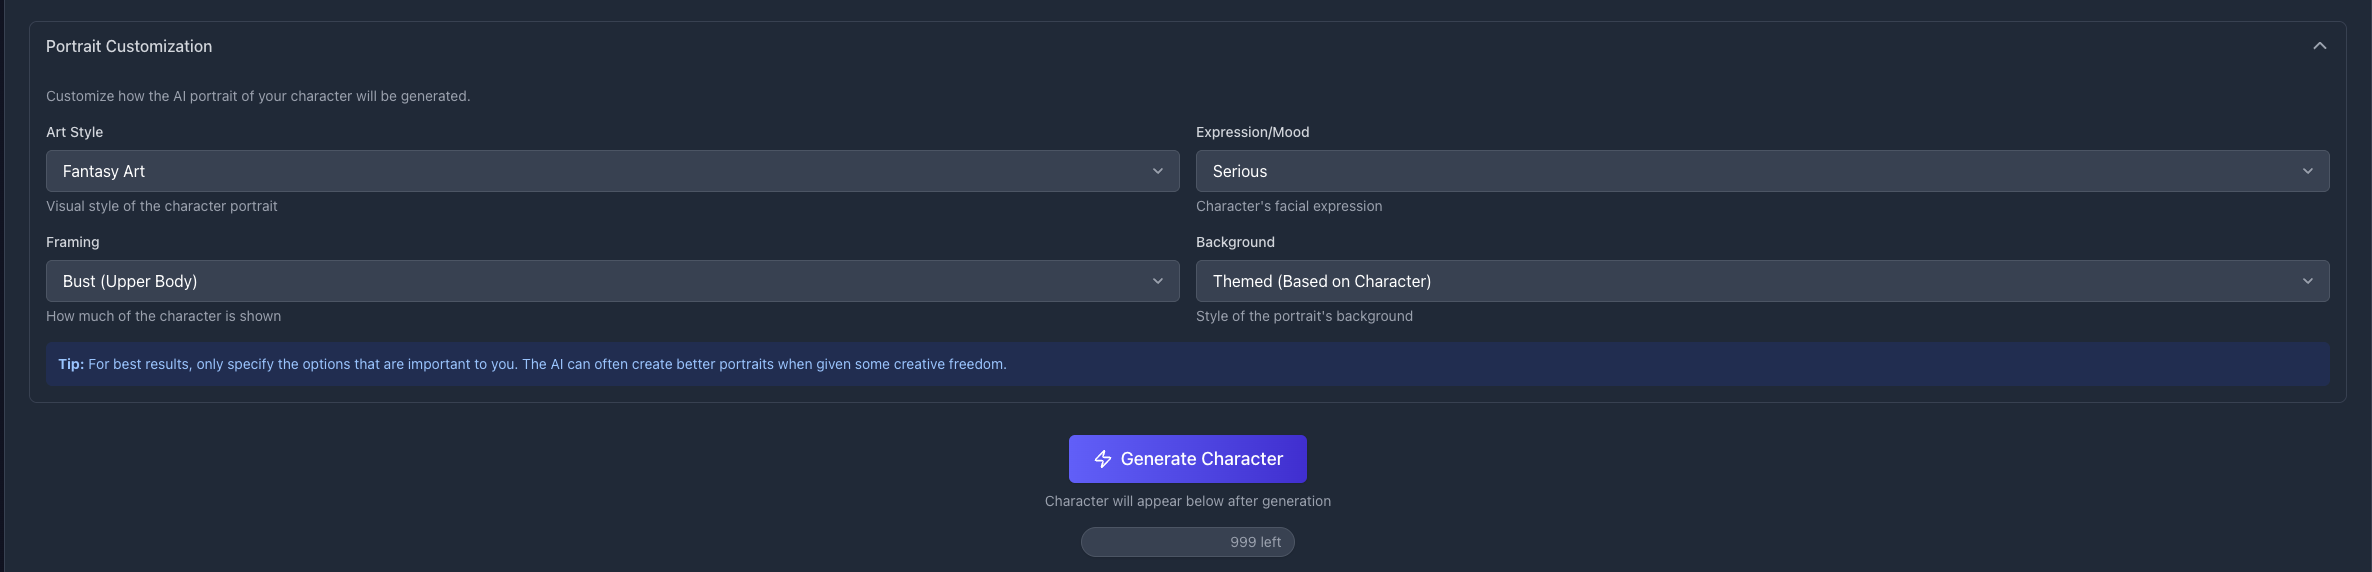 Portrait Customization
Customize how the AI portrait of your character will be generated.
Art Style
Fantasy Art
Visual style of the character portrait
Expression/Mood
Serious
Character's facial expression
Framing
Bust (Upper Body)
How much of the character is shown
Background
Themed (Based on Character)
Style of the portrait's background
Tip: For best results, only specify the options that are important to you. The AI can often create better portraits when given some creative freedom.
Generate Character
Character will appear below after generation
999 left